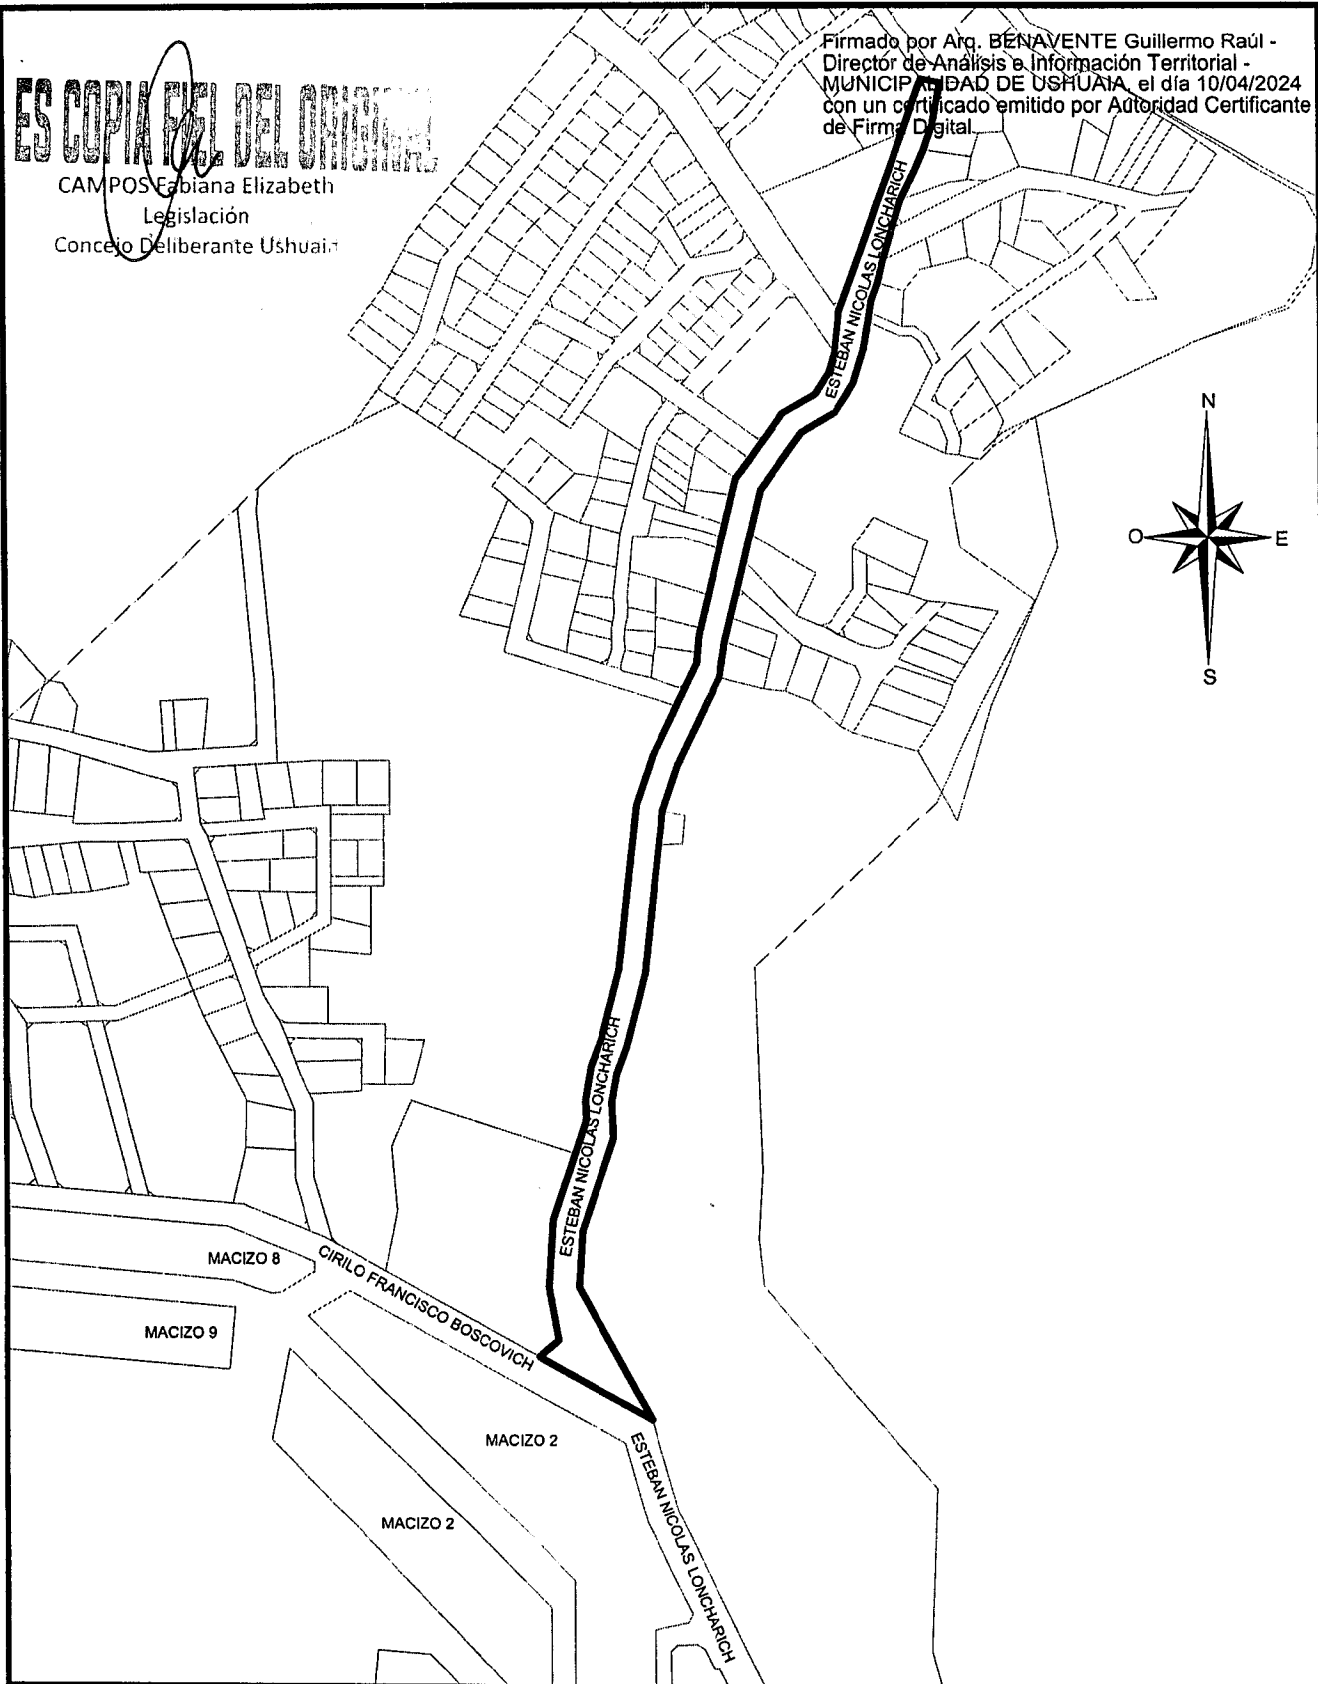 ES COPIA FIEL DEL ORIGINAL
CAMPOS Fabiana Elizabeth
Legislación
Concejo Deliberante Ushuaia
Firmado por Arq. BENAVENTE Guillermo Raúl -
Director de Análisis e Información Territorial -
MUNICIPALIDAD DE USHUAIA, el día 10/04/2024
con un certificado emitido por Autoridad Certificante
de Firma Digital.
ESTEBAN NICOLAS LONCHARICH
ESTEBAN NICOLAS LONCHARICH
N
O
E
S
ESTEBAN NICOLAS LONCHARICH
ESTEBAN NICOLAS LONCHARICH
MACIZO 8
CIRILO FRANCISCO BOSCOVICH
MACIZO 9
MACIZO 2
MACIZO 2
ESTEBAN NICOLAS LONCHARICH